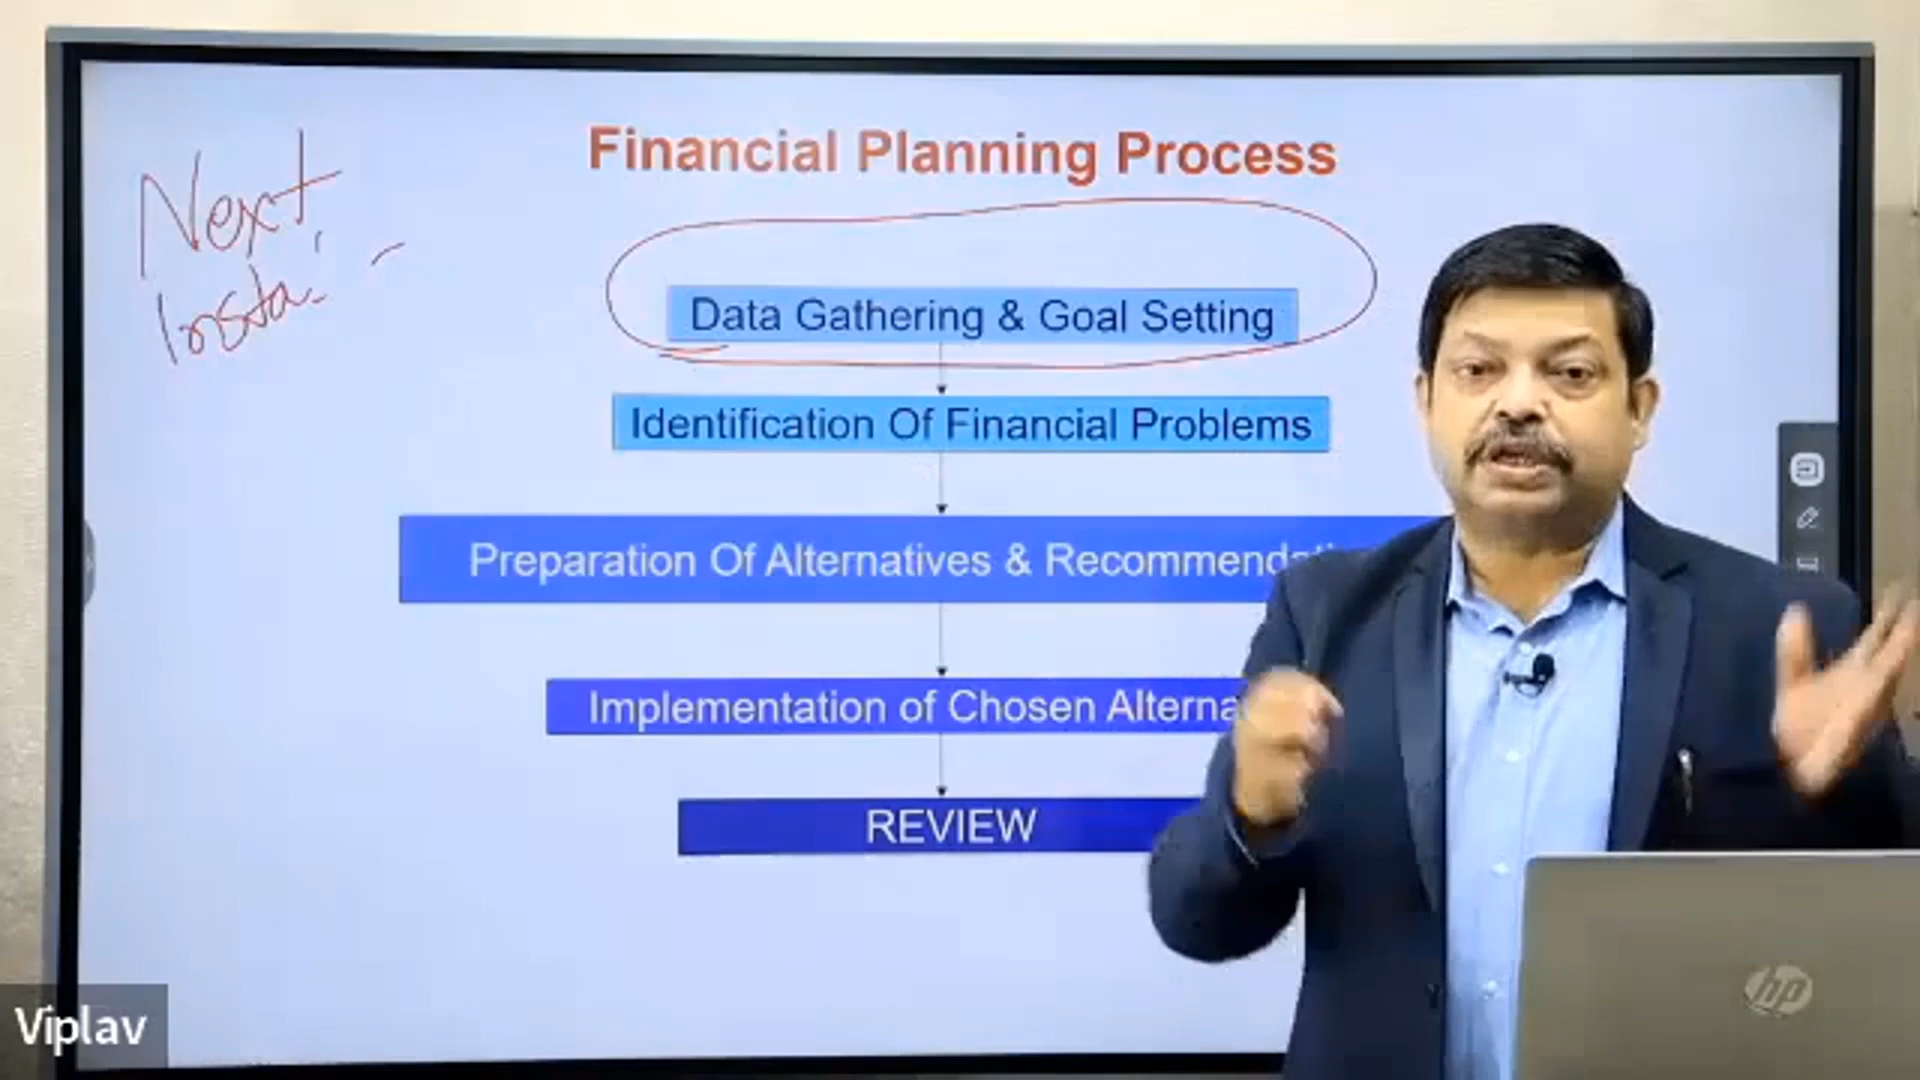 Financial Planning Process
Next
Insta.
Data Gathering & Goal Setting
Identification Of Financial Problems
Preparation Of Alternatives & Recommendati
Implementation of Chosen Alterna
REVIEW
hp
Viplav